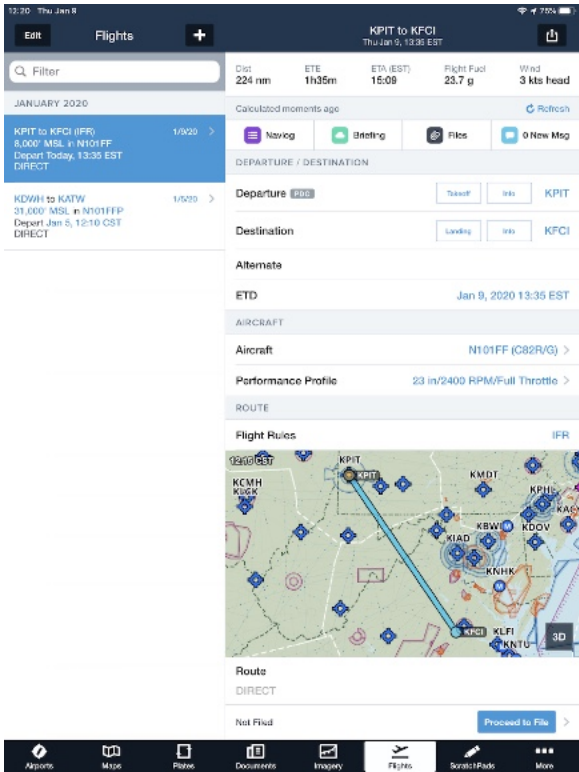 12:20 Thu Jan 9
75%
Edit
Flights
+
Filter
JANUARY 2020
KPIT to KFCI (IFR)
1/9/20
8,000' MSL in N101FF
Depart Today, 13:35 EST
DIRECT
KDWH to KATW
1/5/20
31,000' MSL in N101FFP
Depart Jan 5, 12:10 CST
DIRECT
KPIT to KFCI
Thu Jan 9, 13:35 EST
Dist
ETE
ETA (EST)
Flight Fuel
Wind
224 nm
1h35m
15:09
23.7 g
3 kts head
Calculated moments ago
Refresh
Navlog
Briefing
Files
0 New Msg
DEPARTURE / DESTINATION
Departure PDC
Takeoff
Info
KPIT
Destination
Landing
Info
KFCI
Alternate
ETD
Jan 9, 2020 13:35 EST
AIRCRAFT
Aircraft
N101FF (C82R/G)
Performance Profile
23 in/2400 RPM/Full Throttle
ROUTE
Flight Rules
IFR
12:15 CST
KPIT
KPIT
KCMH
KLCK
KMDT
KPHL
KBWI
KDOV
KIAD
KNHK
KFCI
KLFI
KNTU
3D
Route
DIRECT
Not Filed
Proceed to File
Airports
Maps
Plates
Documents
Imagery
Flights
ScratchPads
More